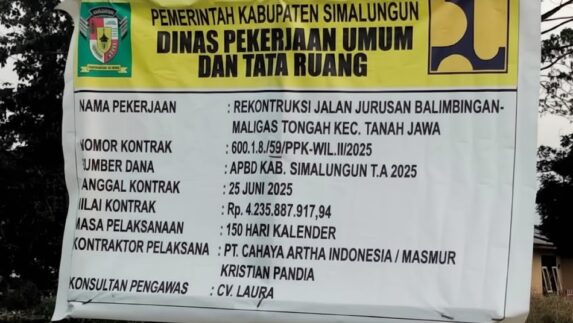 PEMERINTAH KABUPATEN SIMALUNGUN
DINAS PEKERJAAN UMUM
DAN TATA RUANG
NAMA PEKERJAAN : REKONTRUKSI JALAN JURUSAN BALIMBINGAN-
MALIGAS TONGAH KEC. TANAH JAWA
NOMOR KONTRAK : 600.1.8./59/PPK-WIL.III/2025
SUMBER DANA : APBD KAB. SIMALUNGUN T.A 2025
TANGGAL KONTRAK : 25 JUNI 2025
NILAI KONTRAK : Rp. 4.235.887.917,94
MASA PELAKSANAAN : 150 HARI KALENDER
KONTRAKTOR PELAKSANA : PT. CAHAYA ARTHA INDONESIA / MASMUR
KRISTIAN PANDIA
KONSULTAN PENGAWAS : CV. LAURA